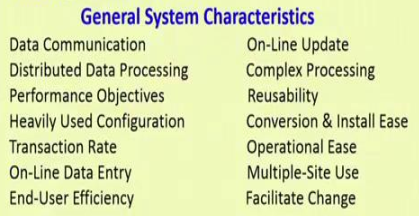 General System Characteristics
Data Communication
Distributed Data Processing
Performance Objectives
Heavily Used Configuration
Transaction Rate
On-Line Data Entry
End-User Efficiency
On-Line Update
Complex Processing
Reusability
Conversion & Install Ease
Operational Ease
Multiple-Site Use
Facilitate Change